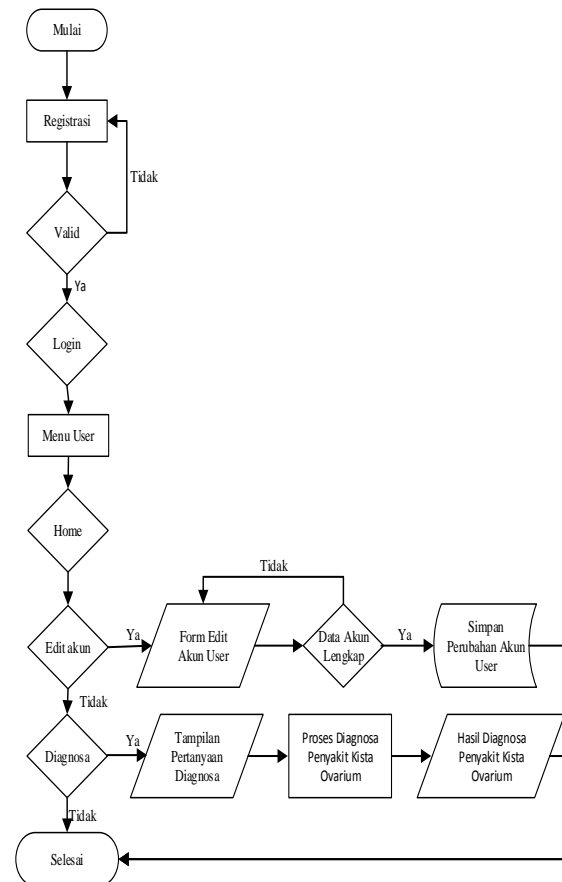 Mulai
Registrasi
Tidak
Valid
Ya
Login
Menu User
Home
Tidak
Edit akun
Ya
Form Edit
Akun User
Data Akun
Lengkap
Ya
Simpan
Perubahan Akun
User
Tidak
Diagnosa
Ya
Tampilan
Pertanyaan
Diagnosa
Proses Diagnosa
Penyakit Kista
Ovarium
Hasil Diagnosa
Penyakit Kista
Ovarium
Tidak
Selesai